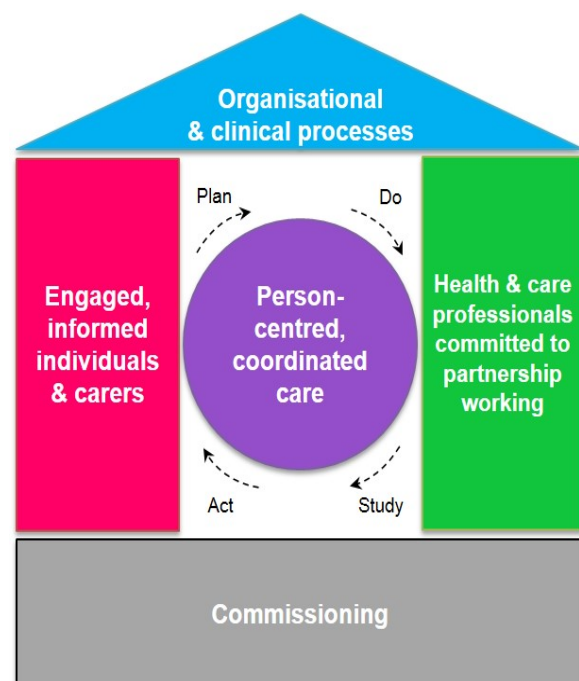 Organisational
& clinical processes
Plan
Do
Engaged,
informed
individuals
& carers
Person-
centred,
coordinated
care
Health & care
professionals
committed to
partnership
working
Act
Study
Commissioning